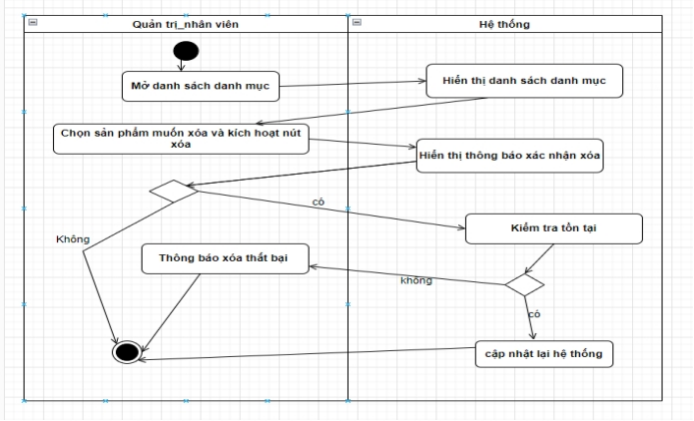 Quản trị_nhân viên
Hệ thống
Mở danh sách danh mục
Hiển thị danh sách danh mục
Chọn sản phẩm muốn xóa và kích hoạt nút
xóa
Hiển thị thông báo xác nhận xóa
có
Kiểm tra tồn tại
Không
Thông báo xóa thất bại
không
có
cập nhật lại hệ thống